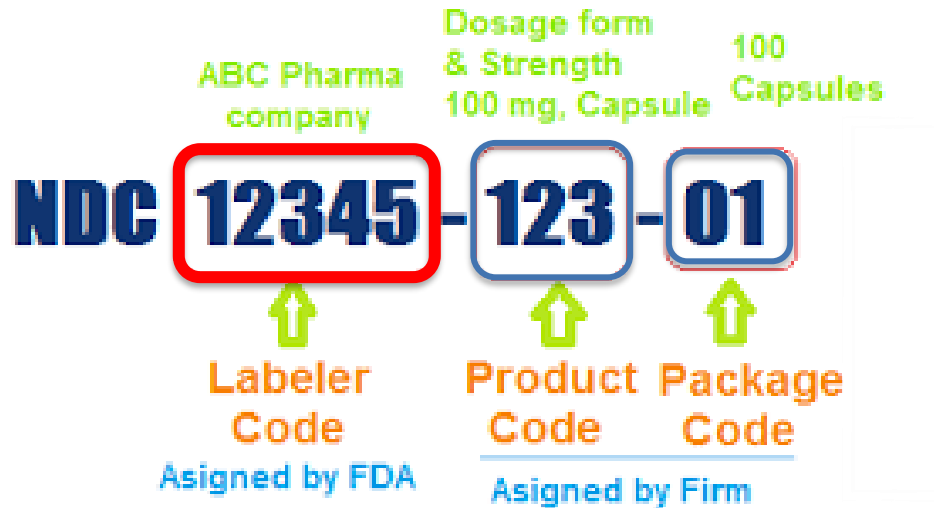 ABC Pharma
company
Dosage form
& Strength
100 mg, Capsule
100
Capsules
NDC 12345-123-01
Labeler
Code
Product
Code
Package
Code
Asigned by FDA
Asigned by Firm